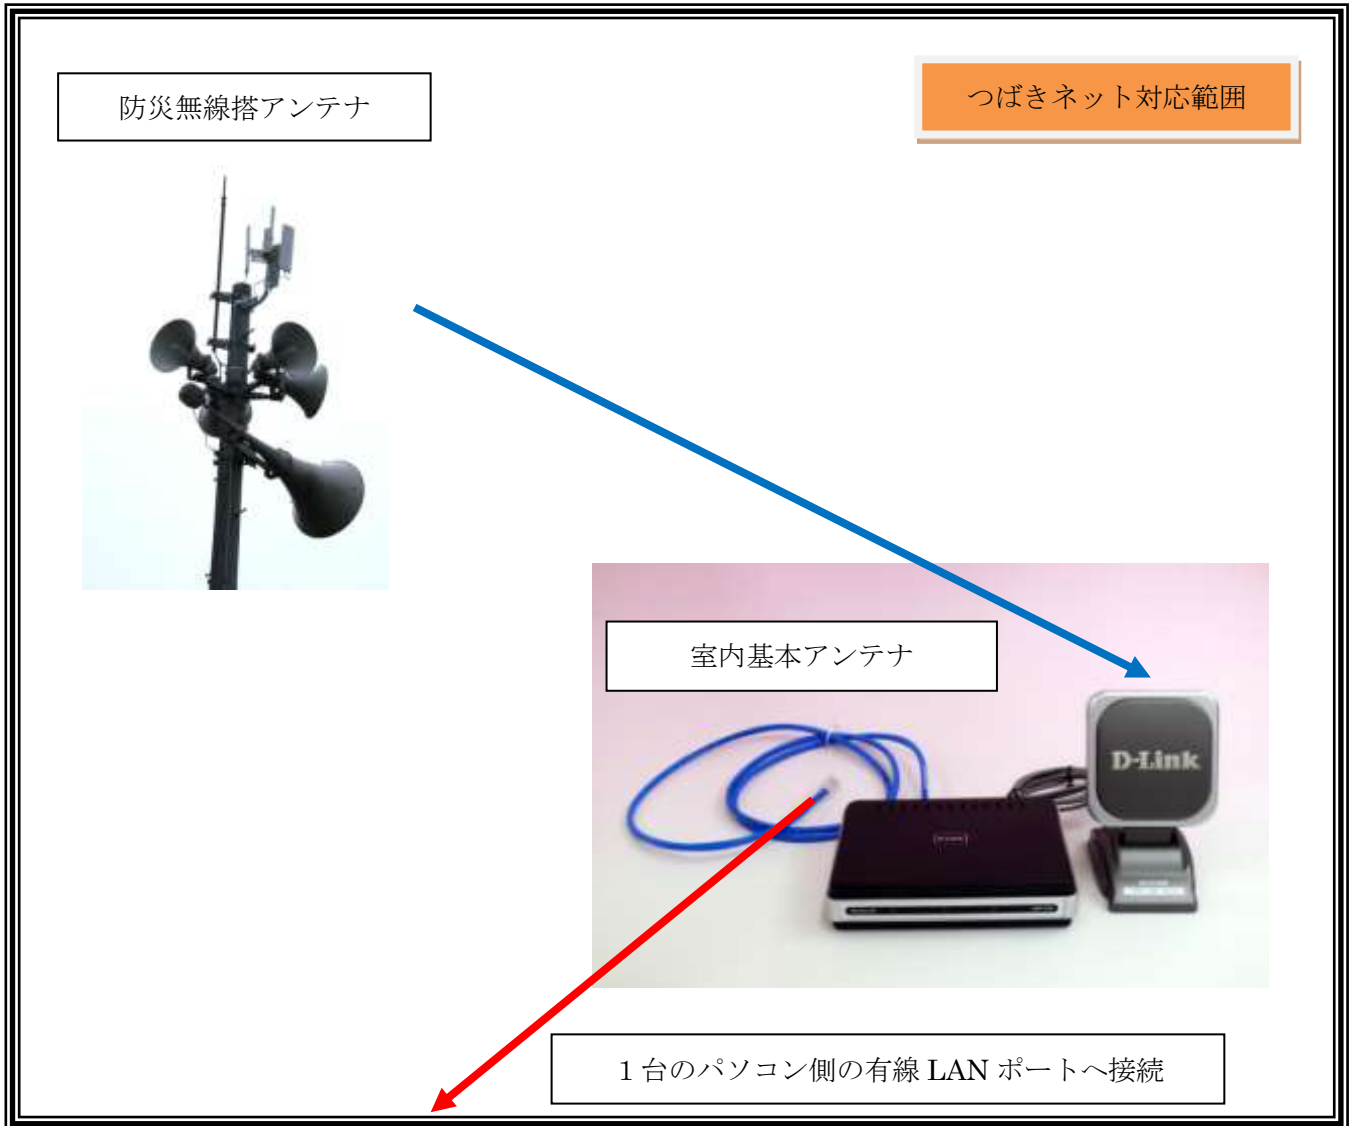 防災無線搭アンテナ
つばきネット対応範囲
室内基本アンテナ
D-Link
１台のパソコン側の有線 LAN ポートへ接続